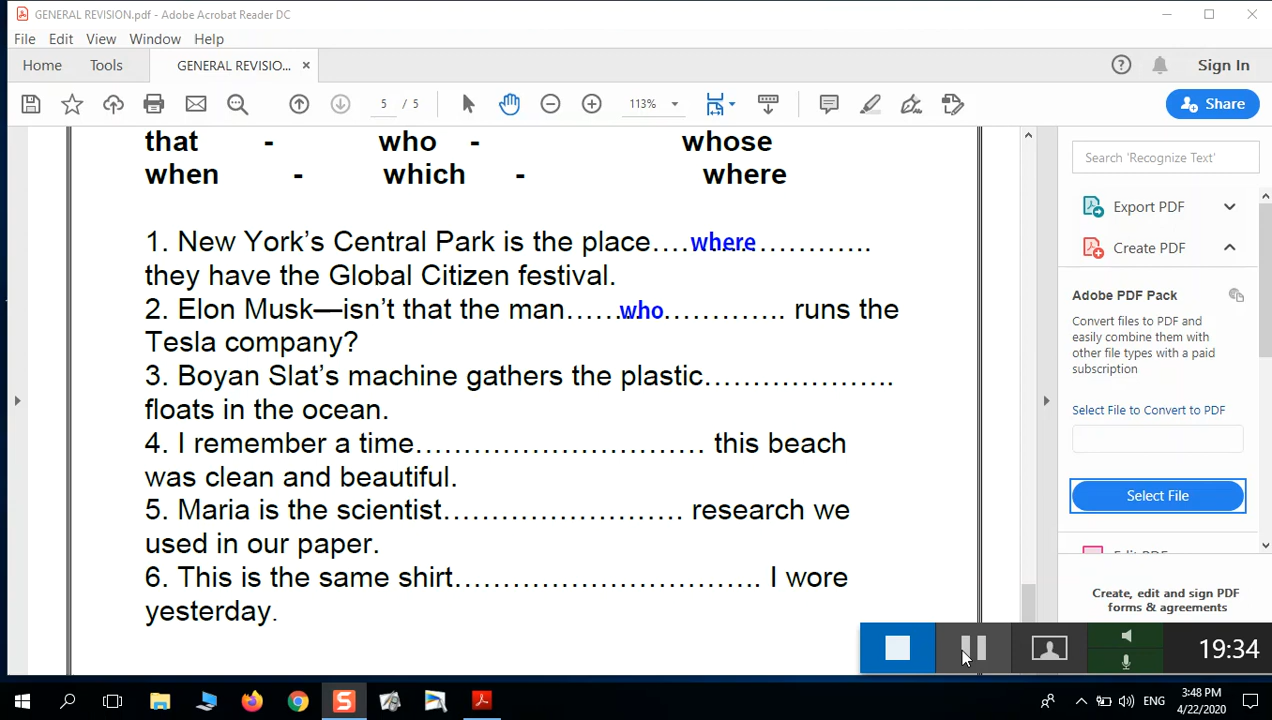 GENERAL REVISION.pdf - Adobe Acrobat Reader DC
File Edit View Window Help
Home Tools GENERAL REVISIO... × Sign In
5 / 5 113% Share
that - who - whose
when - which - where
Search 'Recognize Text'
Export PDF
Create PDF
1. New York’s Central Park is the place....where..............
they have the Global Citizen festival.
2. Elon Musk—isn’t that the man.......who............... runs the
Tesla company?
3. Boyan Slat’s machine gathers the plastic....................
floats in the ocean.
4. I remember a time.............................. this beach
was clean and beautiful.
5. Maria is the scientist......................... research we
used in our paper.
6. This is the same shirt................................ I wore
yesterday.
Adobe PDF Pack
Convert files to PDF and
easily combine them with
other file types with a paid
subscription
Select File to Convert to PDF
Select File
Edit PDF
Create, edit and sign PDF
forms & agreements
19:34
ENG 3:48 PM
4/22/2020